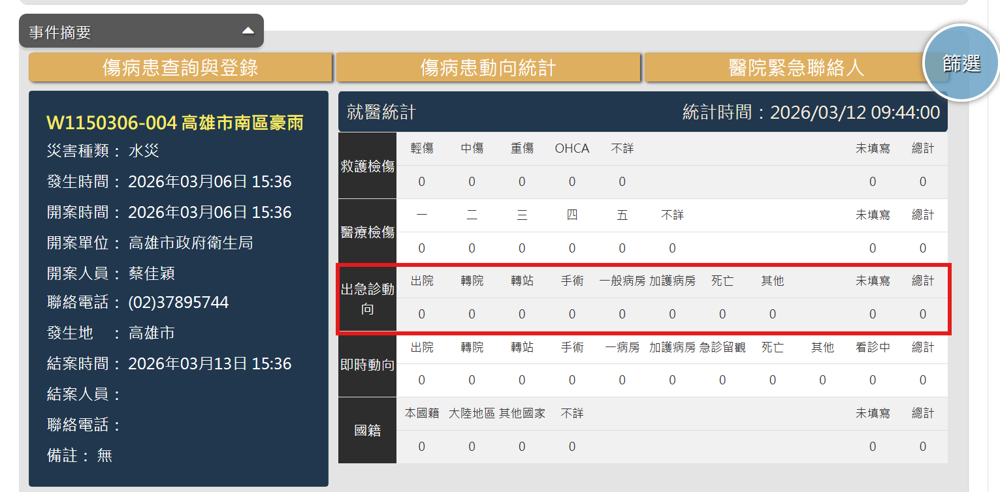 事件摘要
傷病患查詢與登錄 傷病患動向統計 醫院緊急聯絡人 篩選
W1150306-004 高雄市南區豪雨
災害種類： 水災
發生時間： 2026年03月06日 15:36
開案時間： 2026年03月06日 15:36
開案單位： 高雄市政府衛生局
開案人員： 蔡佳穎
聯絡電話： (02)37895744
發生地 ： 高雄市
結案時間： 2026年03月13日 15:36
結案人員：
聯絡電話：
備註： 無
就醫統計 統計時間：2026/03/12 09:44:00
救護檢傷
輕傷 中傷 重傷 OHCA 不詳 未填寫 總計
0 0 0 0 0 0 0
醫療檢傷
一 二 三 四 五 不詳 未填寫 總計
0 0 0 0 0 0 0 0
出急診動
向
出院 轉院 轉站 手術 一般病房 加護病房 死亡 其他 未填寫 總計
0 0 0 0 0 0 0 0 0 0
即時動向
出院 轉院 轉站 手術 一病房 加護病房 急診留觀 死亡 其他 看診中 總計
0 0 0 0 0 0 0 0 0 0 0
國籍
本國籍 大陸地區 其他國家 不詳 未填寫 總計
0 0 0 0 0 0